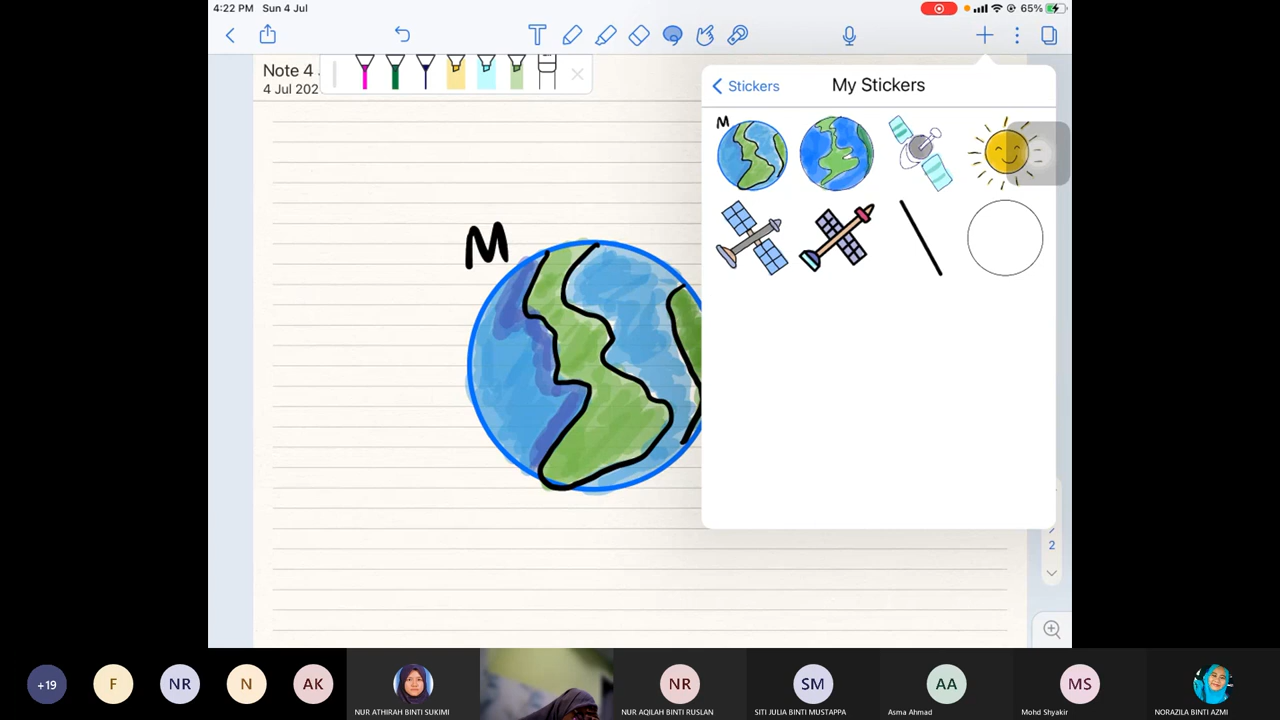 4:22 PM Sun 4 Jul
65%
T
Note 4
4 Jul 202
Stickers
My Stickers
M
M
2
+19
F
NR
N
AK
NR
SM
AA
MS
NUR ATHIRAH BINTI SUKIMI
NUR AQILAH BINTI RUSLAN
SITI JULIA BINTI MUSTAPPA
Asma Ahmad
Mohd Shyakir
NORAZILA BINTI AZMI